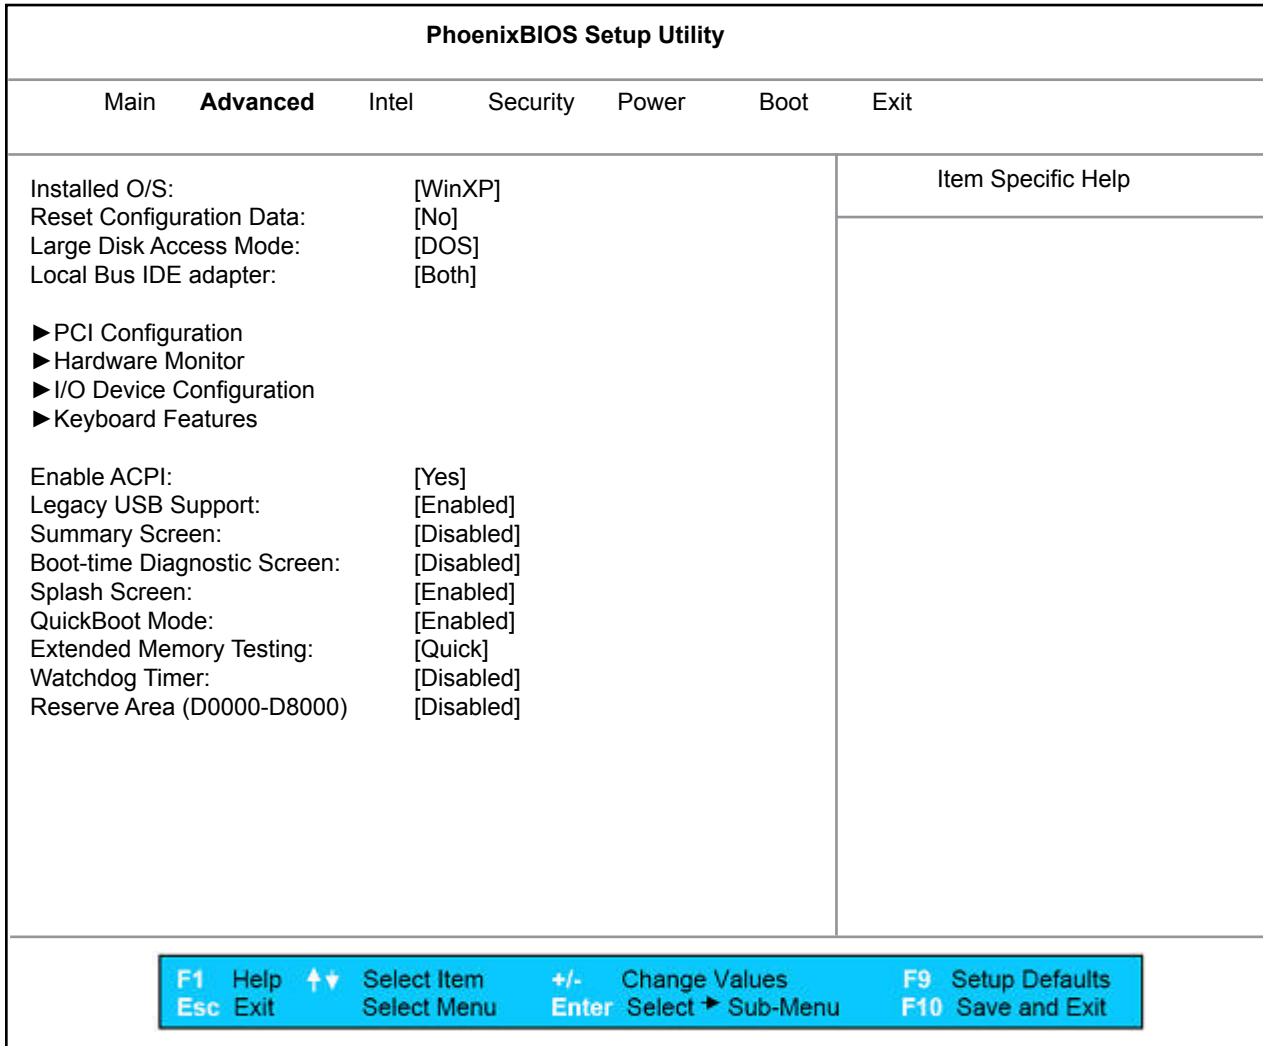 PhoenixBIOS Setup Utility
Main Advanced Intel Security Power Boot Exit
Item Specific Help
Installed O/S: [WinXP]
Reset Configuration Data: [No]
Large Disk Access Mode: [DOS]
Local Bus IDE adapter: [Both]
►PCI Configuration
►Hardware Monitor
►I/O Device Configuration
►Keyboard Features
Enable ACPI: [Yes]
Legacy USB Support: [Enabled]
Summary Screen: [Disabled]
Boot-time Diagnostic Screen: [Disabled]
Splash Screen: [Enabled]
QuickBoot Mode: [Enabled]
Extended Memory Testing: [Quick]
Watchdog Timer: [Disabled]
Reserve Area (D0000-D8000) [Disabled]
F1 Help Select Item +/- Change Values F9 Setup Defaults
Esc Exit Select Menu Enter Select Sub-Menu F10 Save and Exit